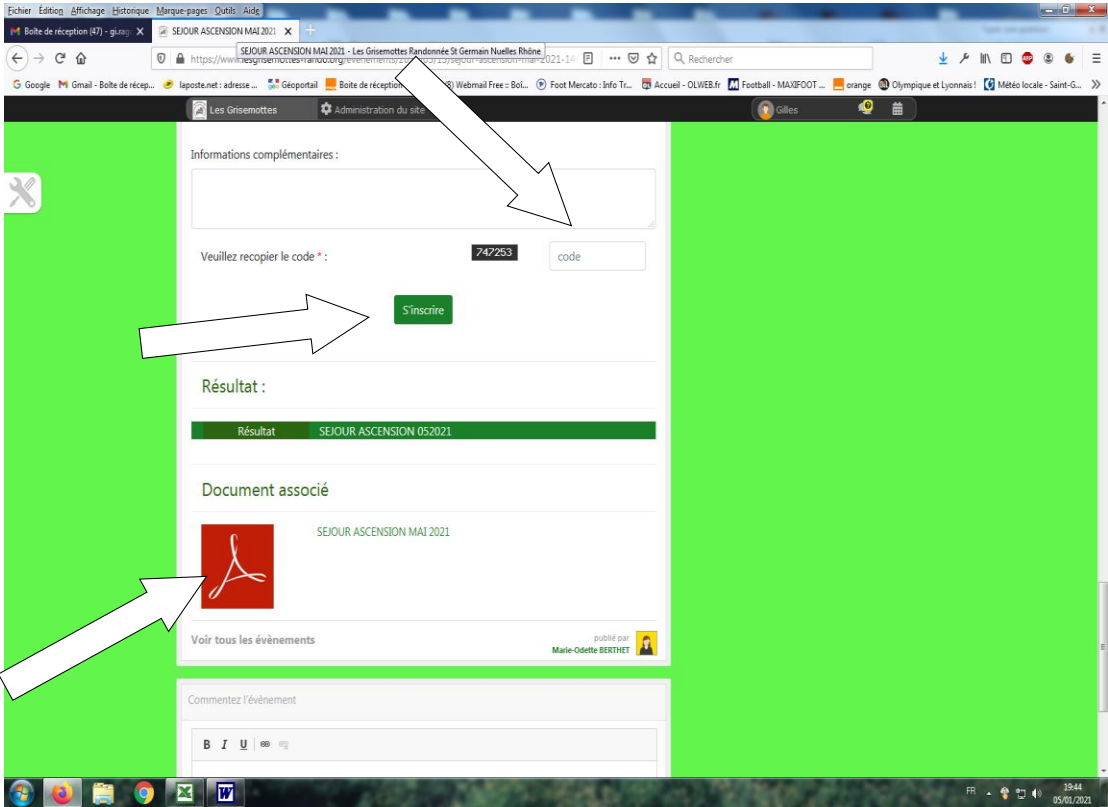 Fichier Édition Affichage Historique Marque-pages Outils Aide
Boîte de réception (47) - gi.rag X
SEJOUR ASCENSION MAI 2021 X +
SEJOUR ASCENSION MAI 2021 - Les Grisemottes Randonnée St Germain Nuelles Rhône
Rechercher
Google
Gmail - Boîte de récep...
laposte.net : adresse ...
Géoportail
Boite de réception
Webmail Free :: Boî...
Foot Mercato : Info Tr...
Accueil - OLWEB.fr
Football - MAXIFOOT ...
orange
Olympique et Lyonnais !
Météo locale - Saint-G...
Les Grisemottes
Administration du site
Gilles
Informations complémentaires :
Veuillez recopier le code * :
747253
code
S'inscrire
Résultat :
Résultat SEJOUR ASCENSION 052021
Document associé
SEJOUR ASCENSION MAI 2021
Voir tous les évènements
publié par
Marie-Odette BERTHET
Commentez l'événement
B I U
FR
19:44
05/01/2021